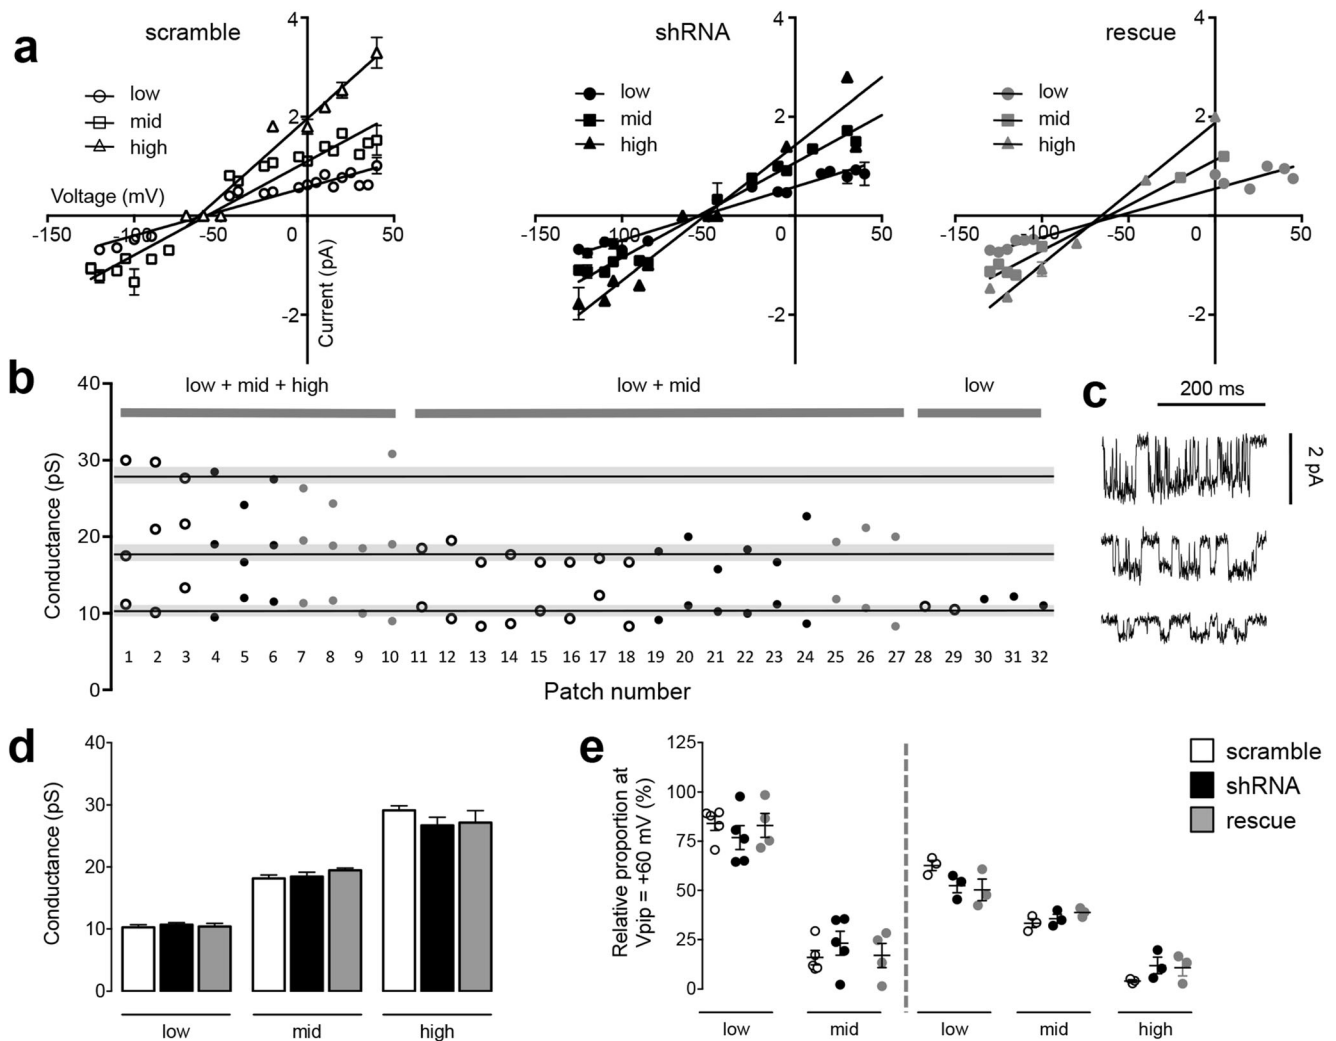 a
scramble
shRNA
rescue
low
mid
high
low
mid
high
low
mid
high
4
2
-2
4
2
-2
4
2
-2
Voltage (mV)
Current (pA)
-150
-100
-50
0
50
-150
-100
-50
0
50
-150
-100
-50
0
50
b
low + mid + high
low + mid
low
40
30
20
10
0
Conductance (pS)
1 2 3 4 5 6 7 8 9 10 11 12 13 14 15 16 17 18 19 20 21 22 23 24 25 26 27 28 29 30 31 32
Patch number
c
200 ms
2 pA
d
40
30
20
10
0
Conductance (pS)
low
mid
high
e
125
100
75
50
25
0
Relative proportion at
Vpip = +60 mV (%)
low
mid
low
mid
high
scramble
shRNA
rescue